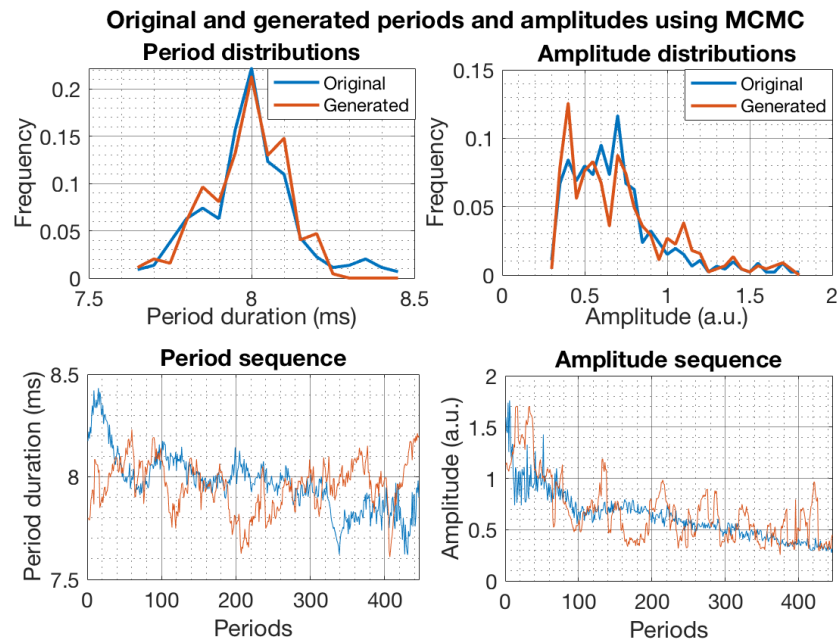 Original and generated periods and amplitudes using MCMC
Period distributions
0.2
0.15
0.1
0.05
0
Frequency
Original
Generated
7.5 8 8.5
Period duration (ms)
Amplitude distributions
0.15
0.1
0.05
0
Frequency
Original
Generated
0 0.5 1 1.5 2
Amplitude (a.u.)
Period sequence
8.5
8
7.5
Period duration (ms)
0 100 200 300 400
Periods
Amplitude sequence
2
1.5
1
0.5
0
Amplitude (a.u.)
0 100 200 300 400
Periods